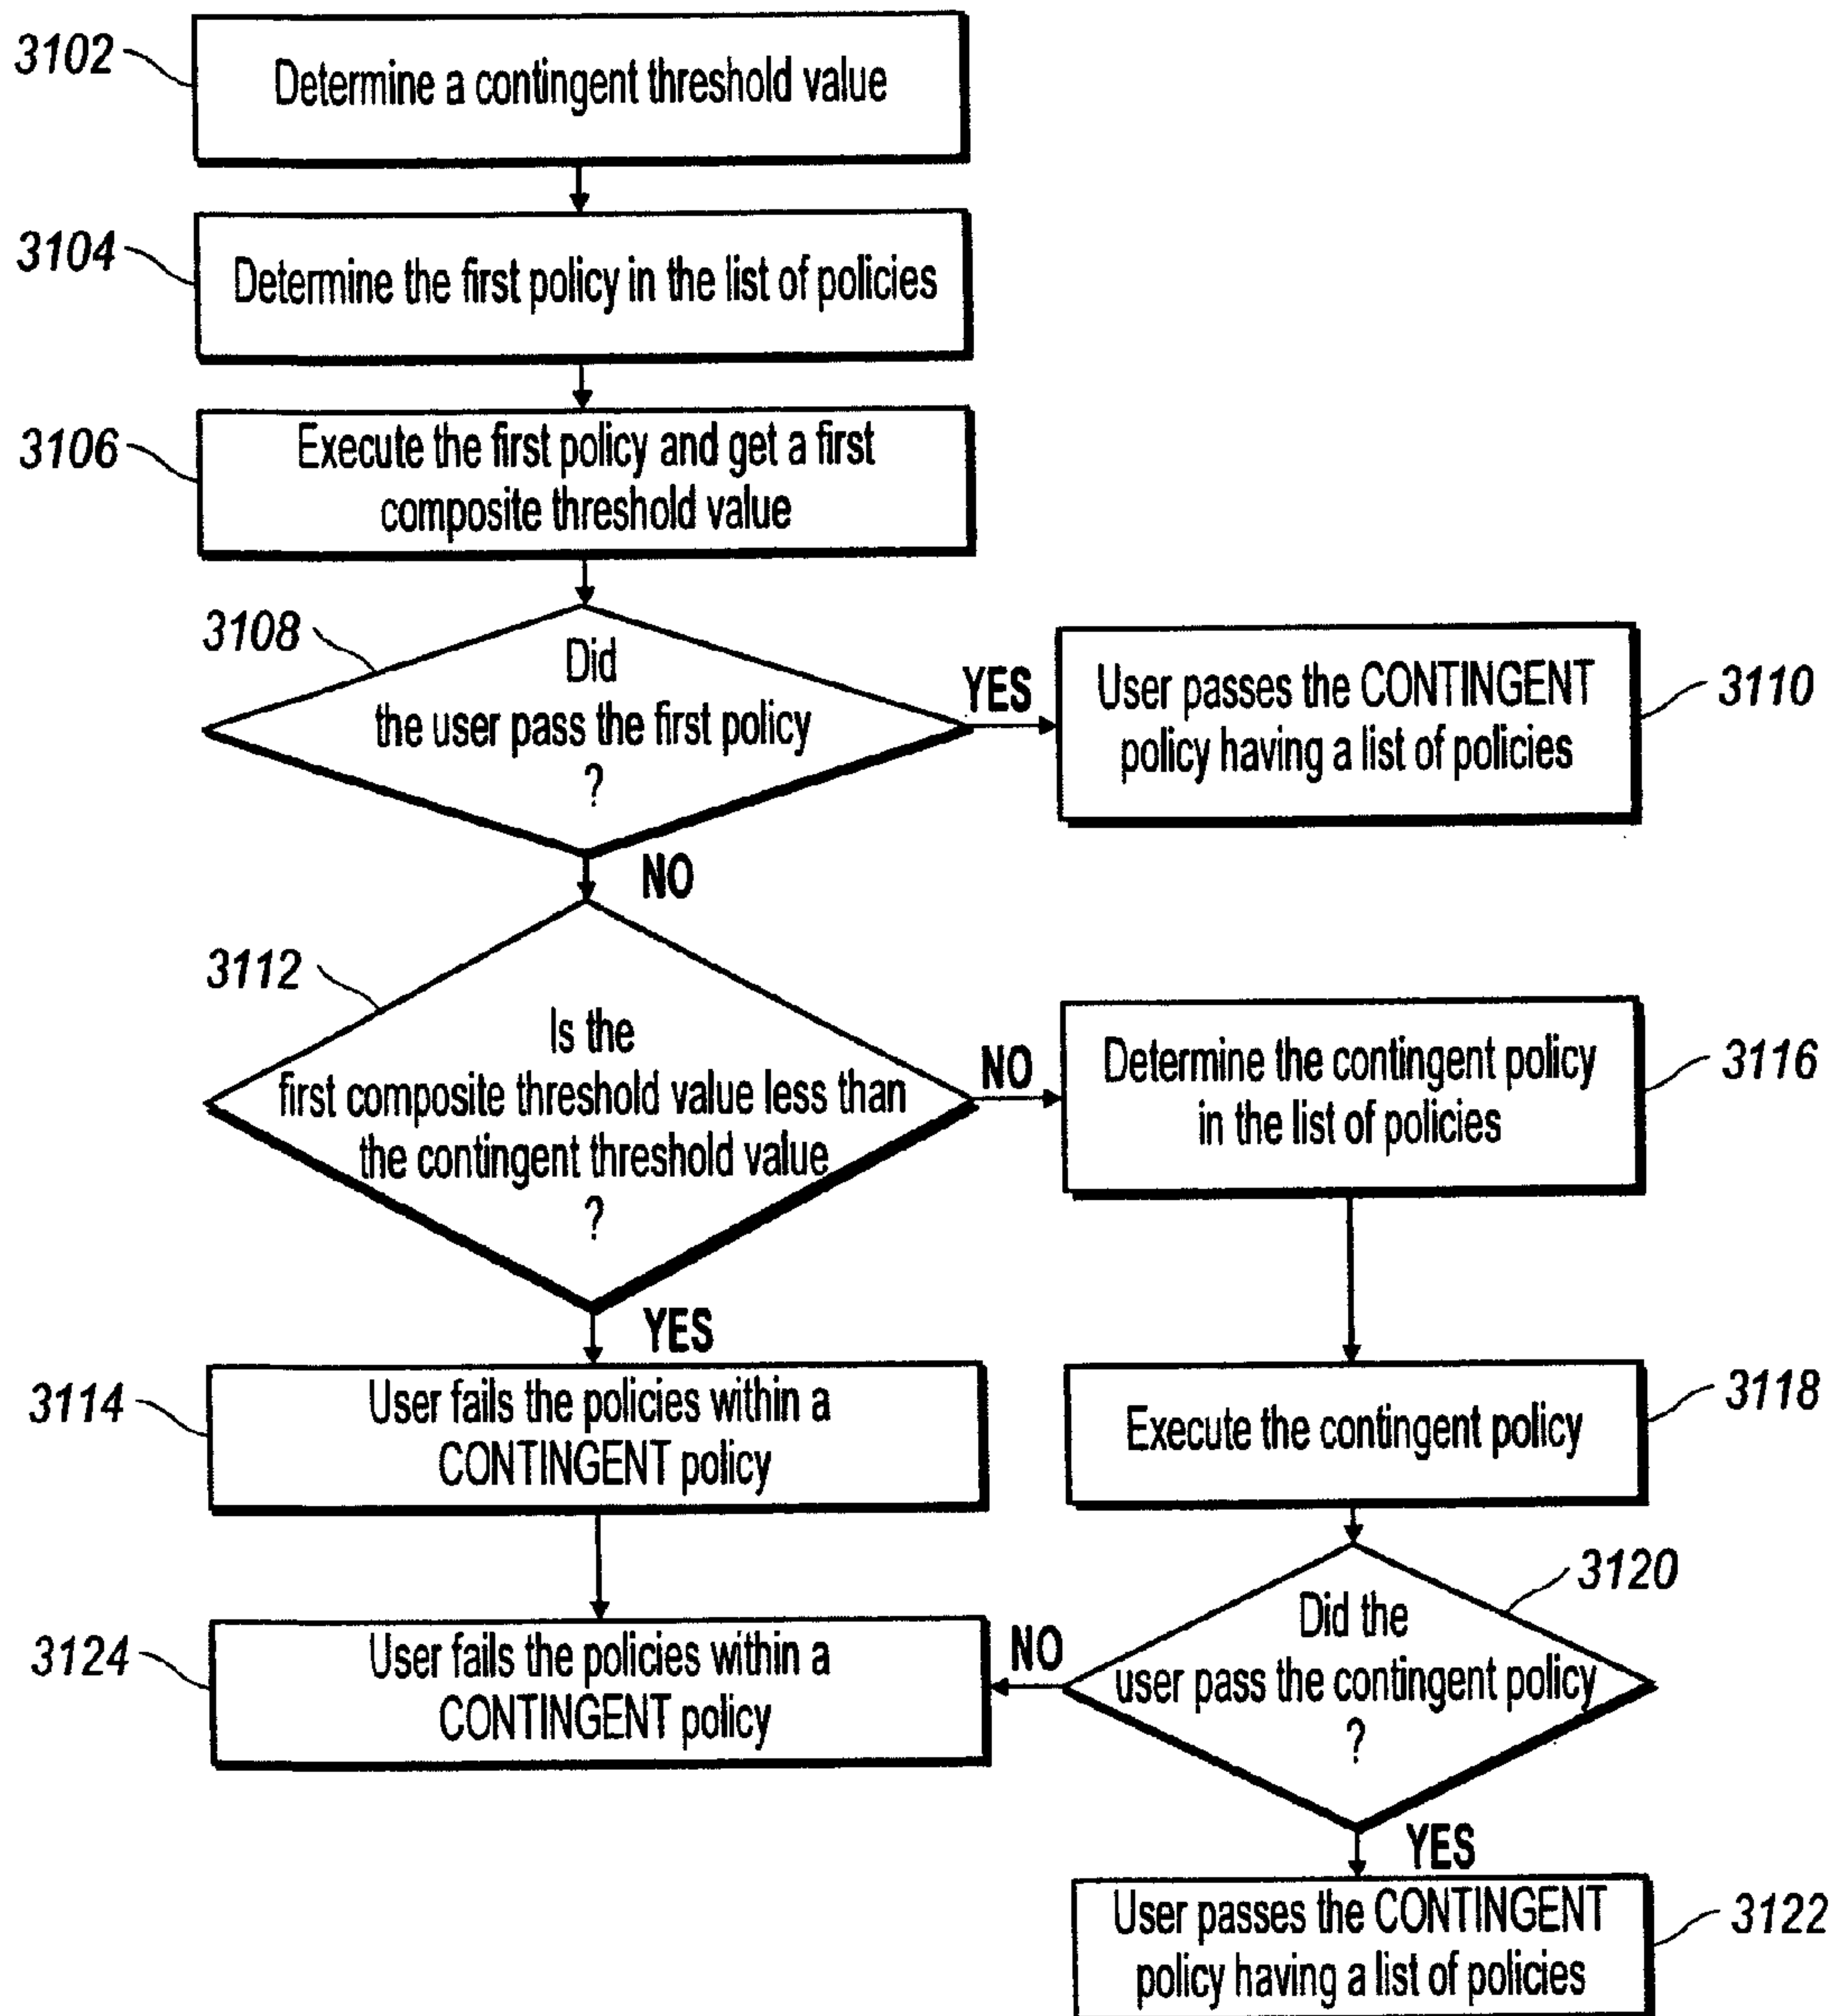 3102
Determine a contingent threshold value
3104
Determine the first policy in the list of policies
3106
Execute the first policy and get a first
composite threshold value
3108
Did
the user pass the first policy
?
YES
User passes the CONTINGENT
policy having a list of policies
3110
NO
3112
Is the
first composite threshold value less than
the contingent threshold value
?
NO
Determine the contingent policy
in the list of policies
3116
YES
3114
User fails the policies within a
CONTINGENT policy
Execute the contingent policy
3118
3124
User fails the policies within a
CONTINGENT policy
NO
3120
Did the
user pass the contingent policy
?
YES
User passes the CONTINGENT
policy having a list of policies
3122